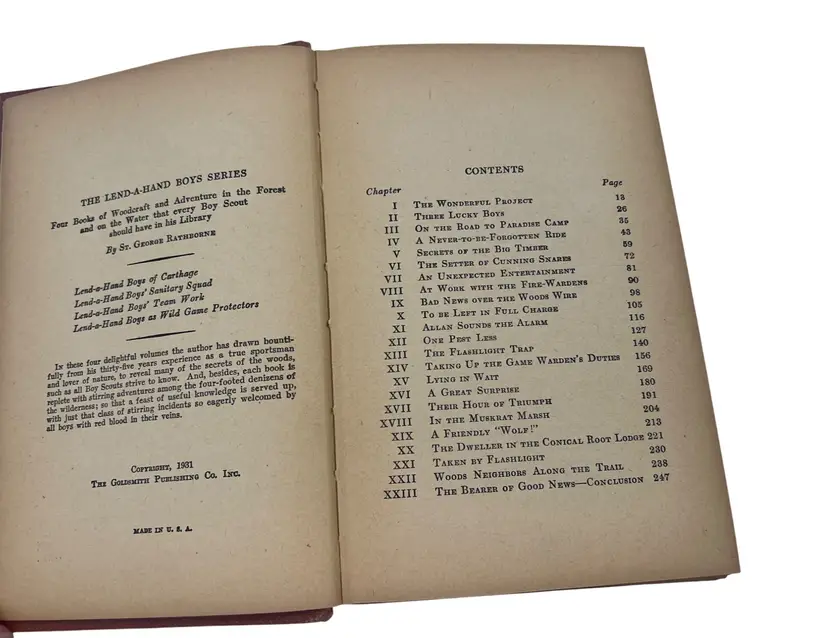 THE LEND-A-HAND BOYS SERIES
Four Books of Woodcraft and Adventure in the Forest
and on the Water that every Boy Scout
should have in his Library
By St. George Rathborne
Lend-a-Hand Boys of Carthage
Lend-a-Hand Boys' Sanitary Squad
Lend-a-Hand Boys' Team Work
Lend-a-Hand Boys as Wild Game Protectors
In these four delightful volumes the author has drawn bounti-
fully from his thirty-five years experience as a true sportsman
and lover of nature, to reveal many of the secrets of the woods,
such as all Boy Scouts strive to know. And, besides, each book is
replete with stirring adventures among the four-footed denizens of
the wilderness; so that a feast of useful knowledge is served up,
with just that class of stirring incidents so eagerly welcomed by
all boys with red blood in their veins.
Copyright, 1931
The Goldsmith Publishing Co. Inc.
MADE IN U. S. A.
CONTENTS
Chapter Page
I The Wonderful Project 13
II Three Lucky Boys 26
III On the Road to Paradise Camp 35
IV A Never-to-be-Forgotten Ride 43
V Secrets of the Big Timber 59
VI The Setter of Cunning Snares 72
VII An Unexpected Entertainment 81
VIII At Work with the Fire-Wardens 90
IX Bad News over the Woods Wire 98
X To be Left in Full Charge 105
XI Allan Sounds the Alarm 116
XII One Pest Less 127
XIII The Flashlight Trap 140
XIV Taking Up the Game Warden's Duties 156
XV Lying in Wait 169
XVI A Great Surprise 180
XVII Their Hour of Triumph 191
XVIII In the Muskrat Marsh 204
XIX A Friendly "Wolf!" 213
XX The Dweller in the Conical Root Lodge 221
XXI Taken by Flashlight 230
XXII Woods Neighbors Along the Trail 238
XXIII The Bearer of Good News—Conclusion 247